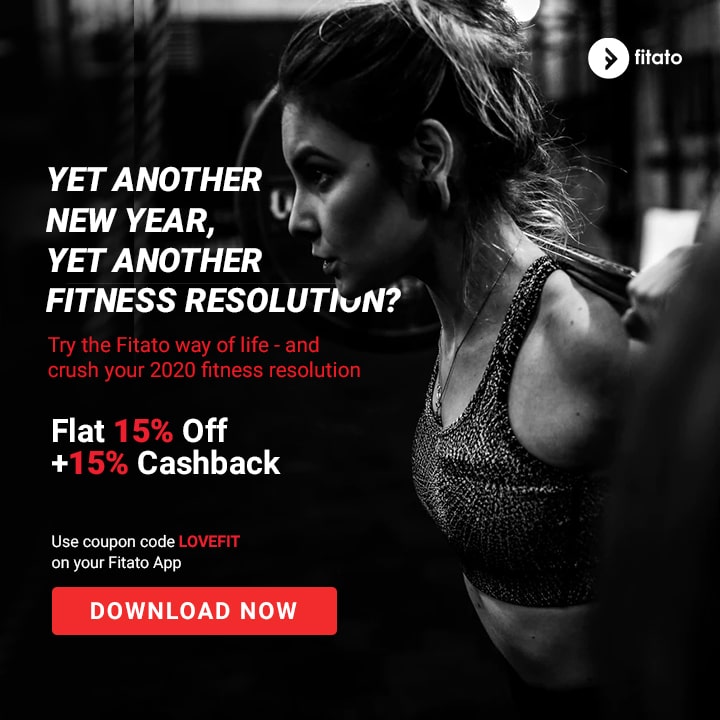 fitato
YET ANOTHER
NEW YEAR,
YET ANOTHER
FITNESS RESOLUTION?
Try the Fitato way of life - and
crush your 2020 fitness resolution
Flat 15% Off
+15% Cashback
Use coupon code LOVEFIT
on your Fitato App
DOWNLOAD NOW